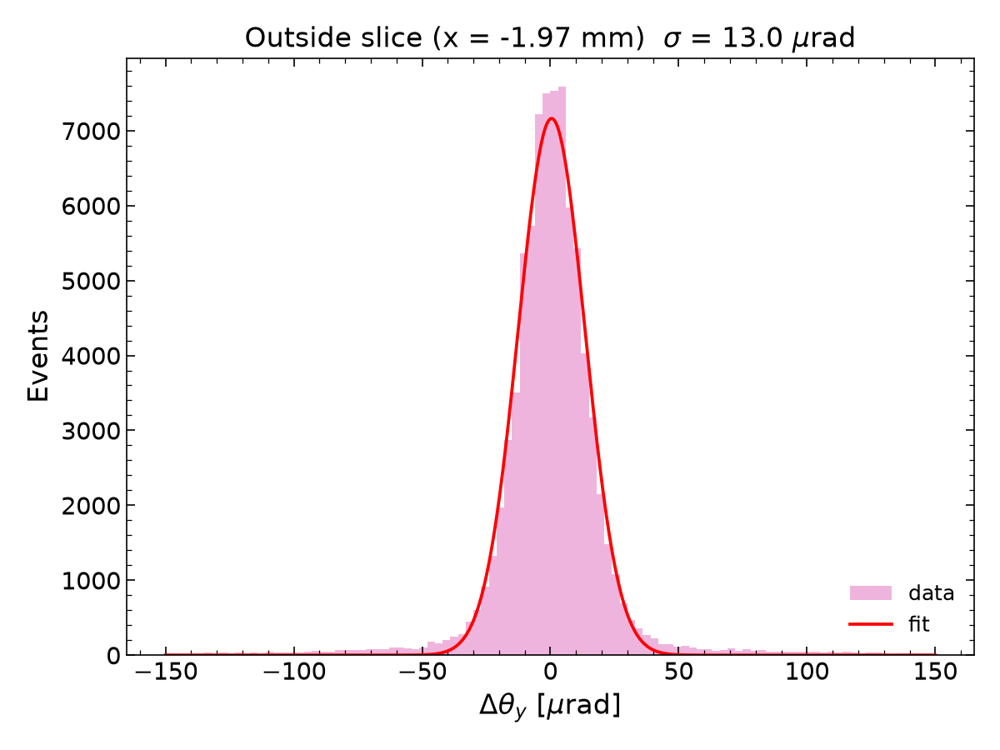 Outside slice (x = -1.97 mm)  σ = 13.0 μrad
Events
7000
6000
5000
4000
3000
2000
1000
0
data
fit
−150 −100 −50 0 50 100 150
Δθy [μrad]